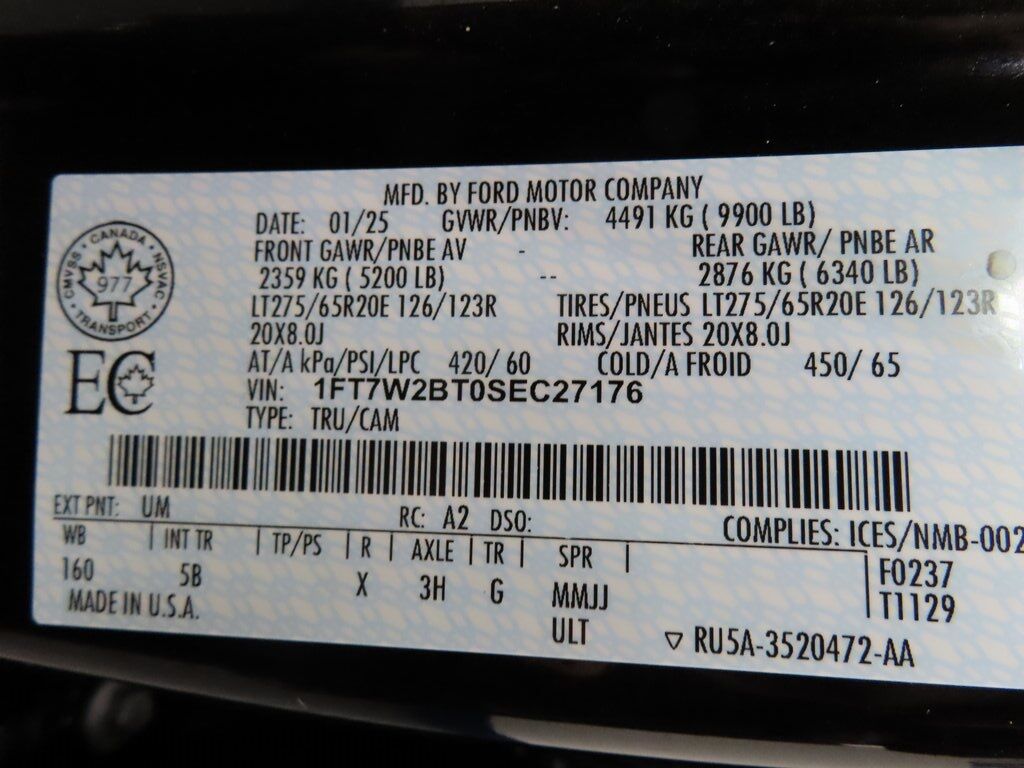 MFD. BY FORD MOTOR COMPANY
DATE: 01/25 GVWR/PNBV: 4491 KG ( 9900 LB)
FRONT GAWR/PNBE AV - REAR GAWR/ PNBE AR
2359 KG ( 5200 LB) -- 2876 KG ( 6340 LB)
LT275/65R20E 126/123R TIRES/PNEUS LT275/65R20E 126/123R
20X8.0J RIMS/JANTES 20X8.0J
AT/A kPa/PSI/LPC 420/ 60 COLD/A FROID 450/ 65
VIN: 1FT7W2BT0SEC27176
TYPE: TRU/CAM
CANADA
CMVSS NSVAC
977
TRANSPORT
EC
EXT PNT: UM RC: A2 DSO: COMPLIES: ICES/NMB-002
WB | INT TR | TP/PS | R | AXLE | TR | SPR |
160 5B X 3H G MMJJ F0237
MADE IN U.S.A. ULT T1129
▽ RU5A-3520472-AA